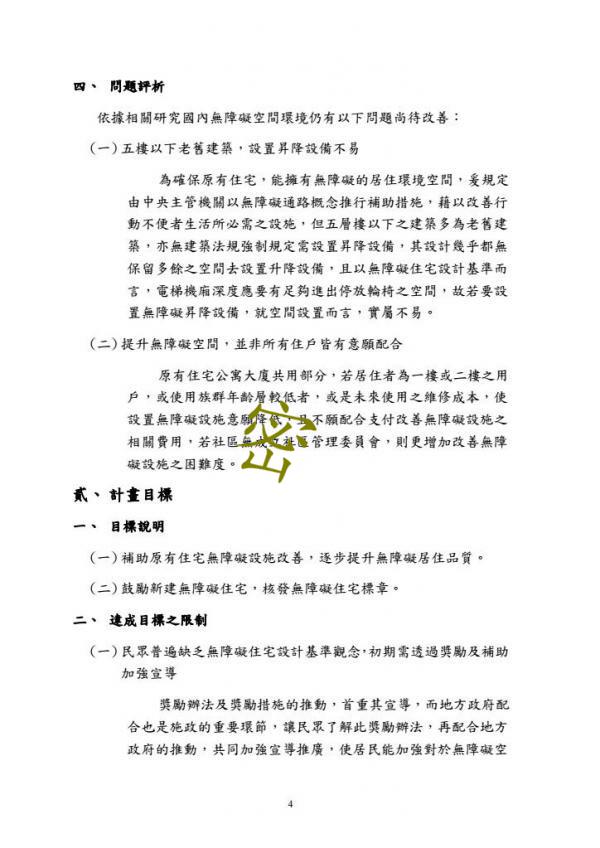 四、 問題評析
依據相關研究國內無障礙空間環境仍有以下問題尚待改善：
(一)五樓以下老舊建築，設置昇降設備不易
為確保原有住宅，能擁有無障礙的居住環境空間，爰規定
由中央主管機關以無障礙通路概念推行補助措施，藉以改善行
動不便者生活所必需之設施，但五層樓以下之建築多為老舊建
築，亦無建築法規強制規定需設置昇降設備，其設計幾乎都無
保留多餘之空間去設置升降設備，且以無障礙住宅設計基準而
言，電梯機廂深度應要有足夠進出停放輪椅之空間，故若要設
置無障礙昇降設備，就空間設置而言，實屬不易。
(二)提升無障礙空間，並非所有住戶皆有意願配合
原有住宅公寓大廈共用部分，若居住者為一樓或二樓之用
戶，或使用族群年齡層較低者，或是未來使用之維修成本，使
設置無障礙設施意願降低，且不願配合支付改善無障礙設施之
相關費用，若社區無成立社區管理委員會，則更增加改善無障
礙設施之困難度。
密
貳、計畫目標
一、 目標說明
(一)補助原有住宅無障礙設施改善，逐步提升無障礙居住品質。
(二)鼓勵新建無障礙住宅，核發無障礙住宅標章。
二、 達成目標之限制
(一)民眾普遍缺乏無障礙住宅設計基準觀念，初期需透過獎勵及補助
加強宣導
獎勵辦法及獎勵措施的推動，首重其宣導，而地方政府配
合也是施政的重要環節，讓民眾了解此獎勵辦法，再配合地方
政府的推動，共同加強宣導推廣，使居民能加強對於無障礙空
4